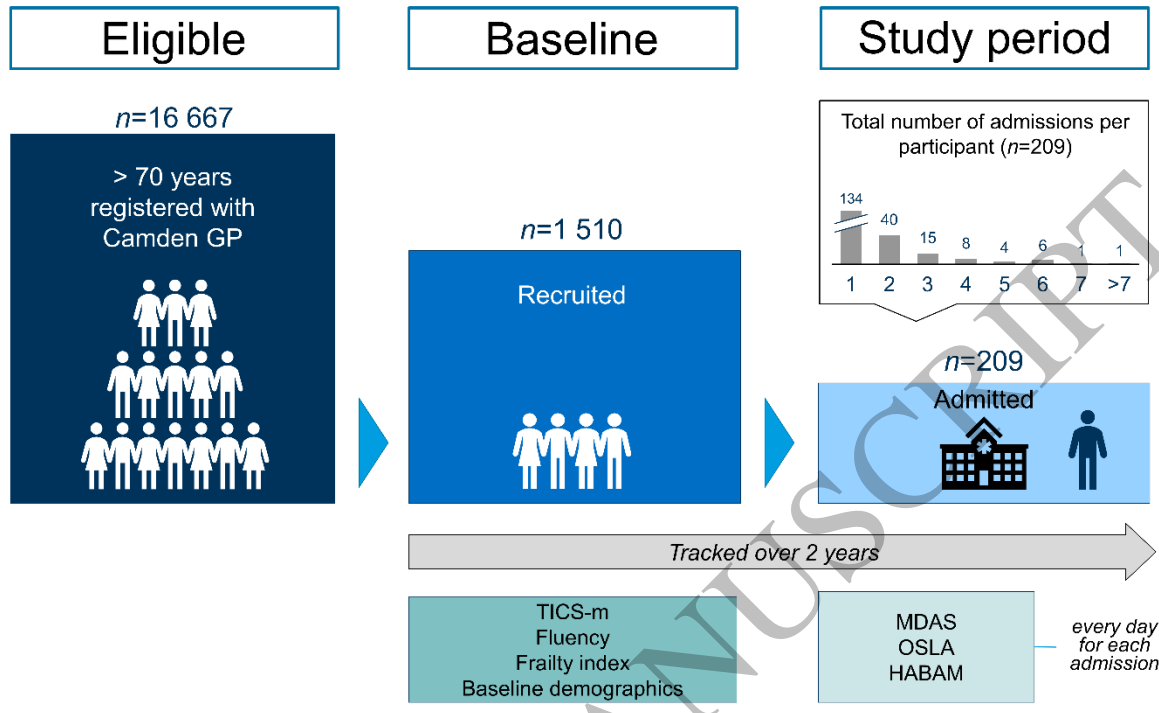 Eligible
Baseline
Study period
n=16 667
> 70 years
registered with
Camden GP
n=1 510
Recruited
Total number of admissions per
participant (n=209)
134
40
15
8
4
6
1
1
1
2
3
4
5
6
7
>7
n=209
Admitted
Tracked over 2 years
TICS-m
Fluency
Frailty index
Baseline demographics
MDAS
OSLA
HABAM
every day
for each
admission
ANUSCRIPT